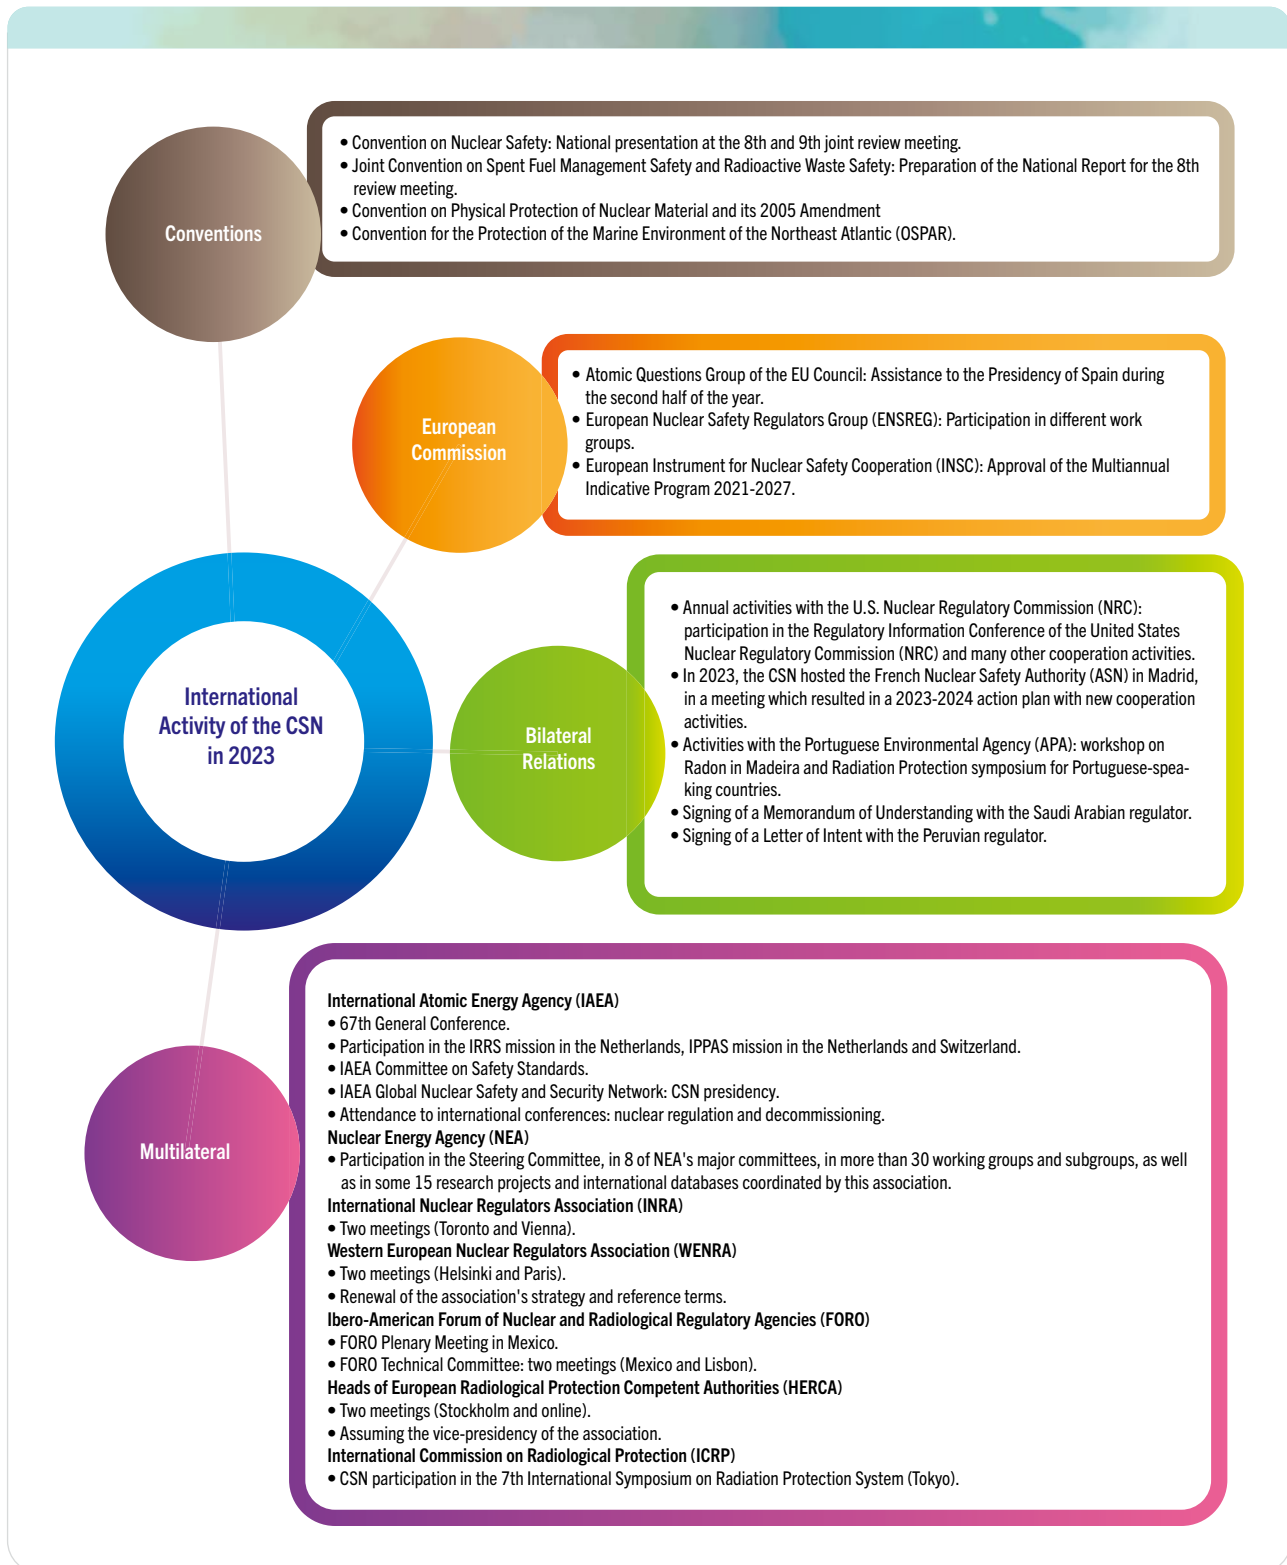 Conventions
• Convention on Nuclear Safety: National presentation at the 8th and 9th joint review meeting.
• Joint Convention on Spent Fuel Management Safety and Radioactive Waste Safety: Preparation of the National Report for the 8th
review meeting.
• Convention on Physical Protection of Nuclear Material and its 2005 Amendment
• Convention for the Protection of the Marine Environment of the Northeast Atlantic (OSPAR).
European
Commission
• Atomic Questions Group of the EU Council: Assistance to the Presidency of Spain during
the second half of the year.
• European Nuclear Safety Regulators Group (ENSREG): Participation in different work
groups.
• European Instrument for Nuclear Safety Cooperation (INSC): Approval of the Multiannual
Indicative Program 2021-2027.
International
Activity of the CSN
in 2023
Bilateral
Relations
• Annual activities with the U.S. Nuclear Regulatory Commission (NRC):
participation in the Regulatory Information Conference of the United States
Nuclear Regulatory Commission (NRC) and many other cooperation activities.
• In 2023, the CSN hosted the French Nuclear Safety Authority (ASN) in Madrid,
in a meeting which resulted in a 2023-2024 action plan with new cooperation
activities.
• Activities with the Portuguese Environmental Agency (APA): workshop on
Radon in Madeira and Radiation Protection symposium for Portuguese-spea-
king countries.
• Signing of a Memorandum of Understanding with the Saudi Arabian regulator.
• Signing of a Letter of Intent with the Peruvian regulator.
Multilateral
International Atomic Energy Agency (IAEA)
• 67th General Conference.
• Participation in the IRRS mission in the Netherlands, IPPAS mission in the Netherlands and Switzerland.
• IAEA Committee on Safety Standards.
• IAEA Global Nuclear Safety and Security Network: CSN presidency.
• Attendance to international conferences: nuclear regulation and decommissioning.
Nuclear Energy Agency (NEA)
• Participation in the Steering Committee, in 8 of NEA's major committees, in more than 30 working groups and subgroups, as well
as in some 15 research projects and international databases coordinated by this association.
International Nuclear Regulators Association (INRA)
• Two meetings (Toronto and Vienna).
Western European Nuclear Regulators Association (WENRA)
• Two meetings (Helsinki and Paris).
• Renewal of the association's strategy and reference terms.
Ibero-American Forum of Nuclear and Radiological Regulatory Agencies (FORO)
• FORO Plenary Meeting in Mexico.
• FORO Technical Committee: two meetings (Mexico and Lisbon).
Heads of European Radiological Protection Competent Authorities (HERCA)
• Two meetings (Stockholm and online).
• Assuming the vice-presidency of the association.
International Commission on Radiological Protection (ICRP)
• CSN participation in the 7th International Symposium on Radiation Protection System (Tokyo).